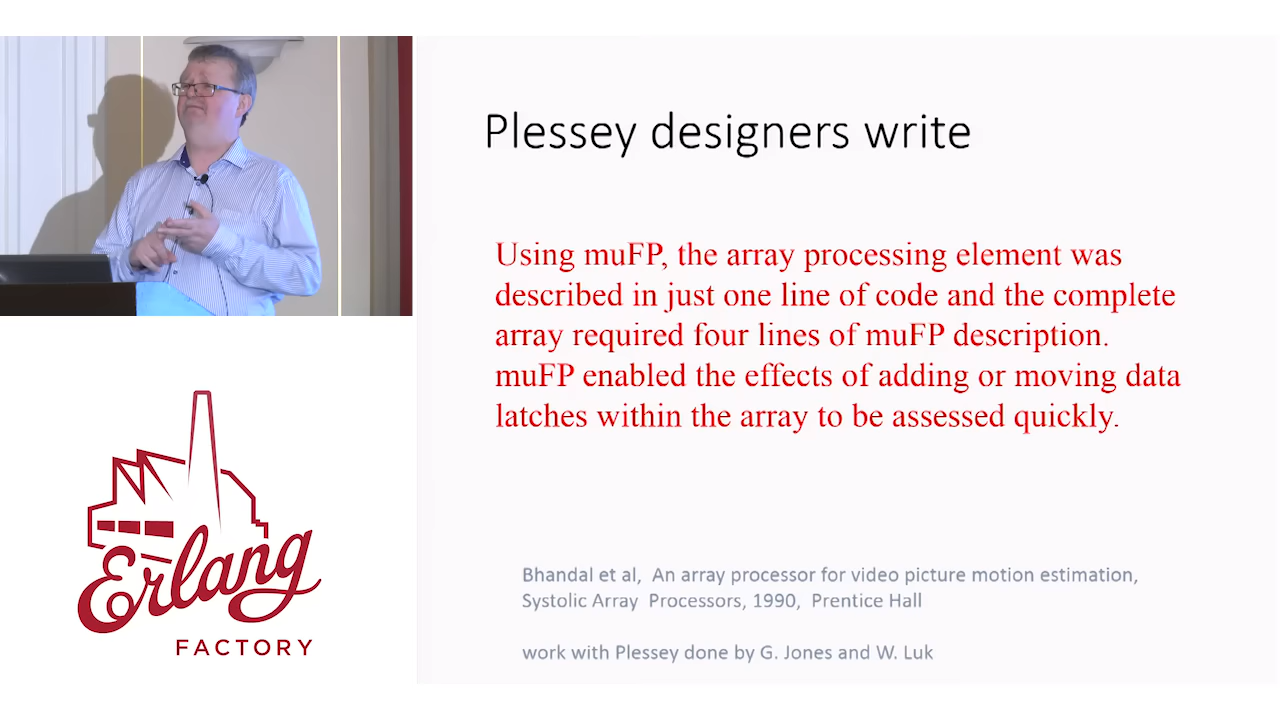 Plessey designers write
Using muFP, the array processing element was
described in just one line of code and the complete
array required four lines of muFP description.
muFP enabled the effects of adding or moving data
latches within the array to be assessed quickly.
Bhandal et al, An array processor for video picture motion estimation,
Systolic Array Processors, 1990, Prentice Hall
work with Plessey done by G. Jones and W. Luk
Erlang
FACTORY